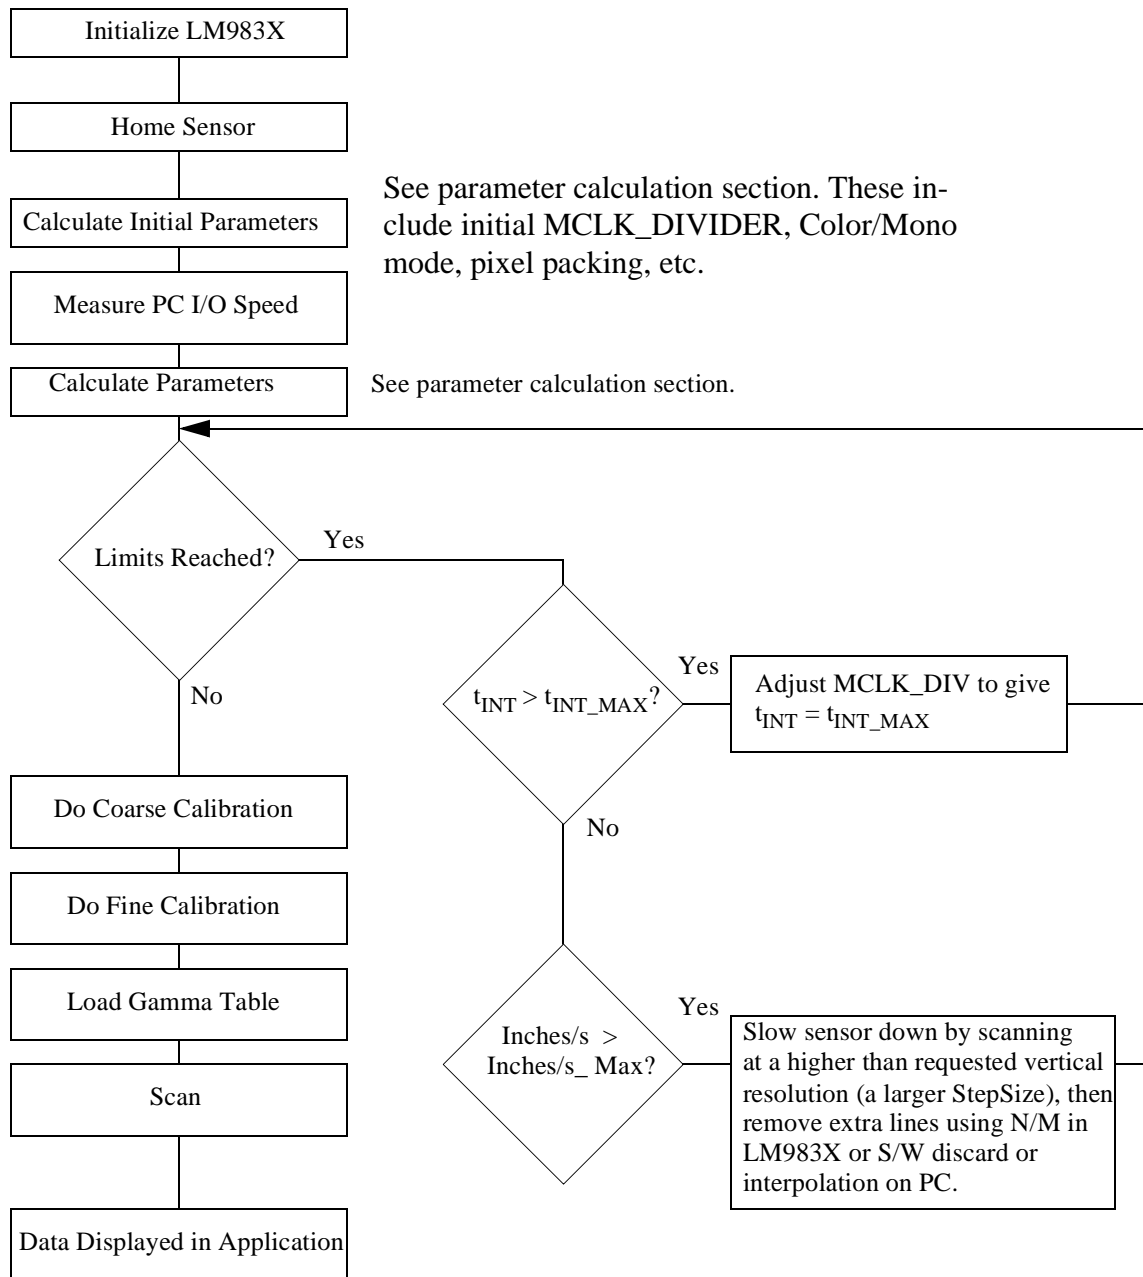 Initialize LM983X
Home Sensor
See parameter calculation section. These in-
clude initial MCLK_DIVIDER, Color/Mono
mode, pixel packing, etc.
Calculate Initial Parameters
Measure PC I/O Speed
Calculate Parameters
See parameter calculation section.
Limits Reached?
Yes
No
tINT > tINT_MAX?
Yes
Adjust MCLK_DIV to give
tINT = tINT_MAX
No
Do Coarse Calibration
Do Fine Calibration
Load Gamma Table
Scan
Data Displayed in Application
Inches/s >
Inches/s_ Max?
Yes
Slow sensor down by scanning
at a higher than requested vertical
resolution (a larger StepSize), then
remove extra lines using N/M in
LM983X or S/W discard or
interpolation on PC.